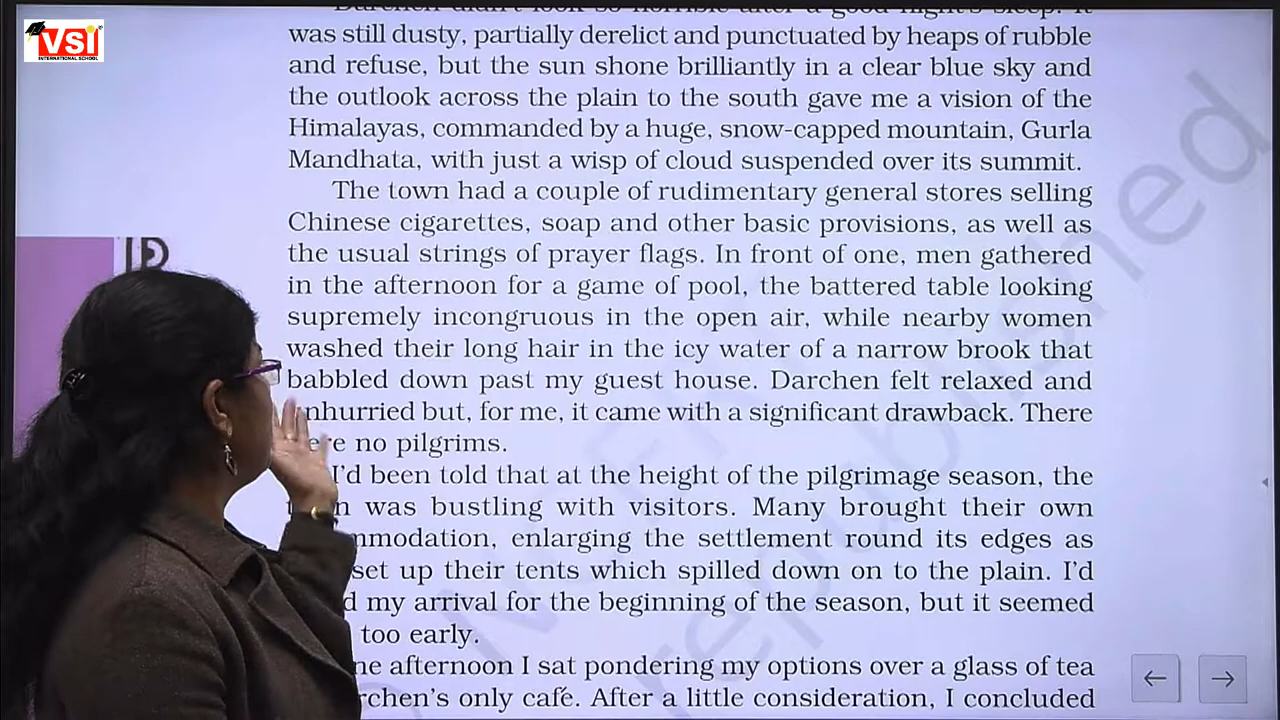 VSI
INTERNATIONAL SCHOOL
Darchen didn't look so horrible after a good night's sleep. It
was still dusty, partially derelict and punctuated by heaps of rubble
and refuse, but the sun shone brilliantly in a clear blue sky and
the outlook across the plain to the south gave me a vision of the
Himalayas, commanded by a huge, snow-capped mountain, Gurla
Mandhata, with just a wisp of cloud suspended over its summit.
The town had a couple of rudimentary general stores selling
Chinese cigarettes, soap and other basic provisions, as well as
the usual strings of prayer flags. In front of one, men gathered
in the afternoon for a game of pool, the battered table looking
supremely incongruous in the open air, while nearby women
washed their long hair in the icy water of a narrow brook that
babbled down past my guest house. Darchen felt relaxed and
nhurried but, for me, it came with a significant drawback. There
ere no pilgrims.
I'd been told that at the height of the pilgrimage season, the
n was bustling with visitors. Many brought their own
mmodation, enlarging the settlement round its edges as
set up their tents which spilled down on to the plain. I'd
d my arrival for the beginning of the season, but it seemed
too early.
ne afternoon I sat pondering my options over a glass of tea
rchen's only café. After a little consideration, I concluded